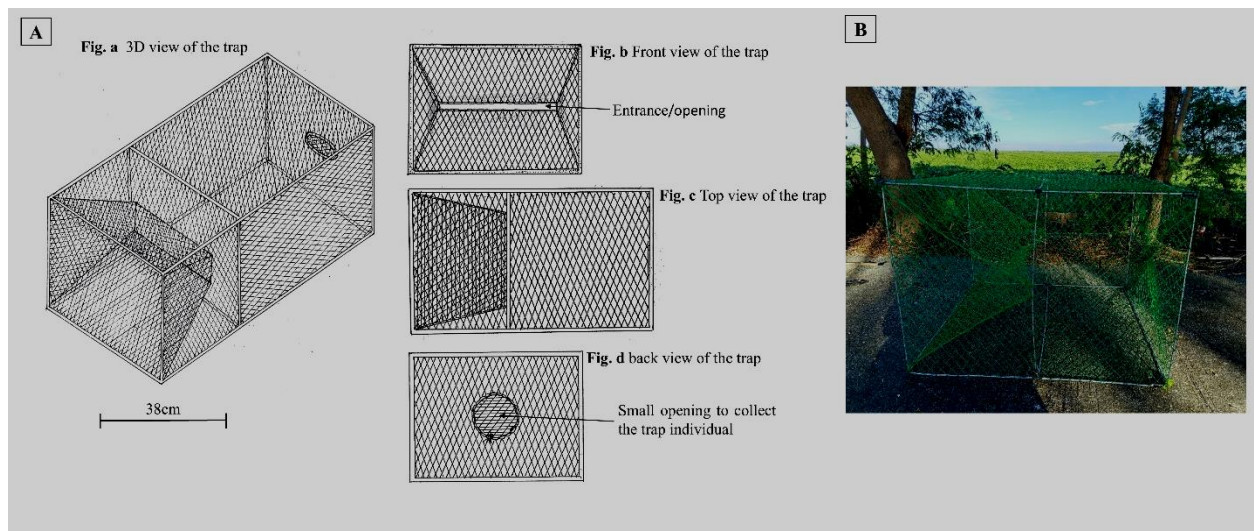 A
Fig. a 3D view of the trap
38cm
Fig. b Front view of the trap
Entrance/opening
Fig. c Top view of the trap
Fig. d back view of the trap
Small opening to collect
the trap individual
B